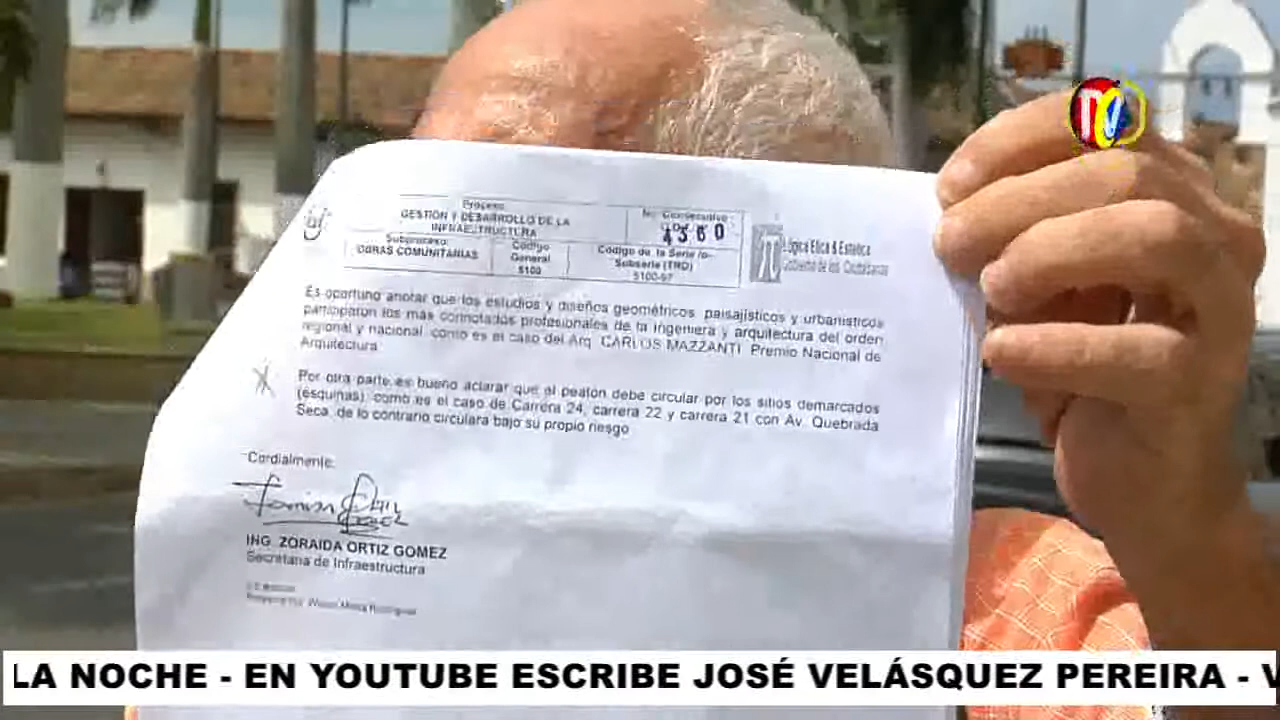 TV
Proceso:
GESTIÓN Y DESARROLLO DE LA
INFRAESTRUCTURA
No. Consecutivo
4560
Subproceso:
OBRAS COMUNITARIAS
Código
General
5100
Código de la Serie /o-
Subserie (TRD)
5100-97
Lógica Etica & Estética
Gobierno de los Ciudadanos
Es oportuno anotar que los estudios y diseños geométricos paisajísticos y urbanísticos
participaron los más connotados profesionales de la ingeniera y arquitectura del orden
regional y nacional como es el caso del Arq. CARLOS MAZZANTI Premio Nacional de
Arquitectura
Por otra parte es bueno aclarar que el peatón debe circular por los sitios demarcados
(esquinas), como es el caso de Carrera 24, carrera 22 y carrera 21 con Av. Quebrada
Seca, de lo contrario circulara bajo su propio riesgo
Cordialmente:
ING. ZORAIDA ORTIZ GOMEZ
Secretaria de Infraestructura
LA NOCHE - EN YOUTUBE ESCRIBE JOSÉ VELÁSQUEZ PEREIRA - V